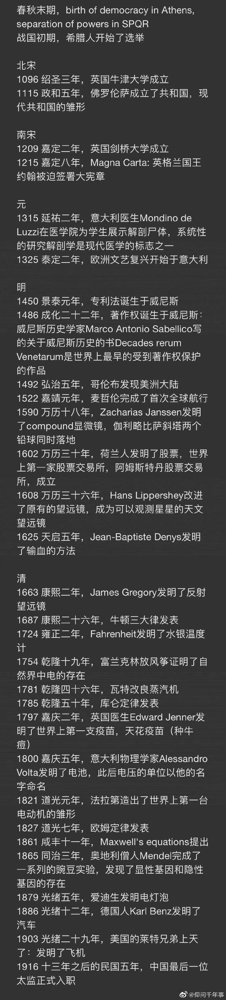 春秋末期，birth of democracy in Athens,
separation of powers in SPQR
战国初期，希腊人开始了选举
北宋
1096 绍圣三年，英国牛津大学成立
1115 政和五年，佛罗伦萨成立了共和国，现
代共和国的雏形
南宋
1209 嘉定二年，英国剑桥大学成立
1215 嘉定八年，Magna Carta: 英格兰国王
约翰被迫签署大宪章
元
1315 延祐二年，意大利医生Mondino de
Luzzi在医学院为学生展示解剖尸体，系统性
的研究解剖学是现代医学的标志之一
1325 泰定二年，欧洲文艺复兴开始于意大利
明
1450 景泰元年，专利法诞生于威尼斯
1486 成化二十二年，著作权诞生于威尼斯：
威尼斯历史学家Marco Antonio Sabellico写
的关于威尼斯历史的书Decades rerum
Venetarum是世界上最早的受到著作权保护
的作品
1492 弘治五年，哥伦布发现美洲大陆
1522 嘉靖元年，麦哲伦完成了首次全球航行
1590 万历十八年，Zacharias Janssen发明
了compound显微镜，伽利略比萨斜塔两个
铅球同时落地
1602 万历三十年，荷兰人发明了股票，世界
上第一家股票交易所，阿姆斯特丹股票交易
所，成立
1608 万历三十六年，Hans Lippershey改进
了原有的望远镜，成为可以观测星星的天文
望远镜
1625 天启五年，Jean-Baptiste Denys发明
了输血的方法
清
1663 康熙二年，James Gregory发明了反射
望远镜
1687 康熙二十六年，牛顿三大律发表
1724 雍正二年，Fahrenheit发明了水银温度
计
1754 乾隆十九年，富兰克林放风筝证明了自
然界中电的存在
1781 乾隆四十六年，瓦特改良蒸汽机
1785 乾隆五十年，库仑定律发表
1797 嘉庆二年，英国医生Edward Jenner发
明了世界上第一支疫苗，天花疫苗（种牛
痘）
1800 嘉庆五年，意大利物理学家Alessandro
Volta发明了电池，此后电压的单位以他的名
字命名
1821 道光元年，法拉第造出了世界上第一台
电动机的雏形
1827 道光七年，欧姆定律发表
1861 咸丰十一年，Maxwell's equations提出
1865 同治三年，奥地利僧人Mendel完成了
一系列的豌豆实验，发现了显性基因和隐性
基因的存在
1879 光绪五年，爱迪生发明电灯泡
1886 光绪十二年，德国人Karl Benz发明了
汽车
1903 光绪二十九年，美国的莱特兄弟上天
了：发明了飞机
1916 十三年之后的民国五年，中国最后一位
太监正式入职
@仰问千年事